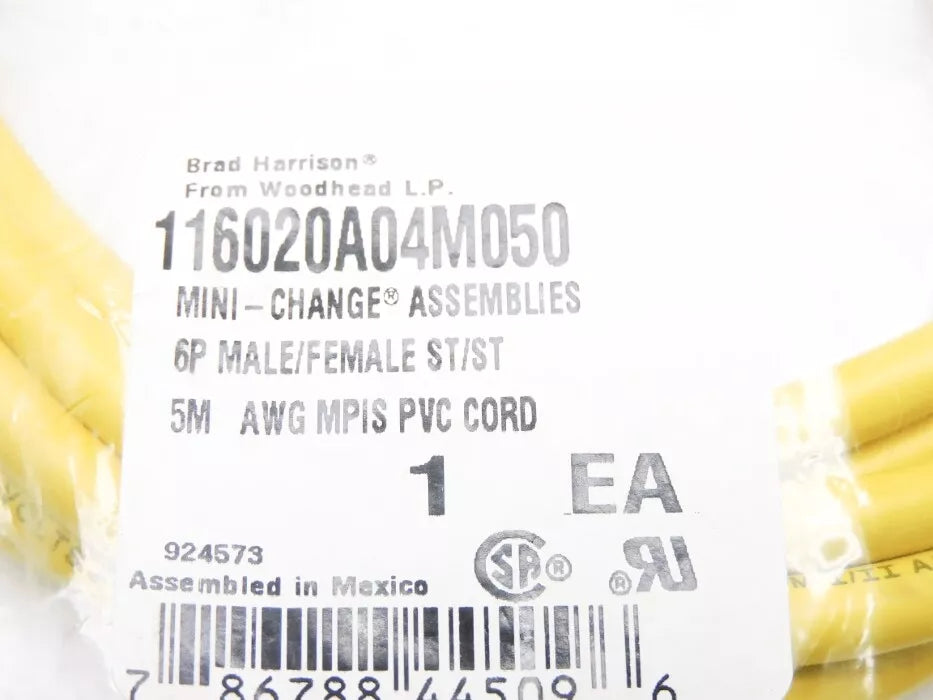 Brad Harrison®
From Woodhead L.P.
116020A04M050
MINI-CHANGE® ASSEMBLIES
6P MALE/FEMALE ST/ST
5M AWG MPIS PVC CORD
1 EA
924573
Assembled in Mexico
7 86788 44509 6